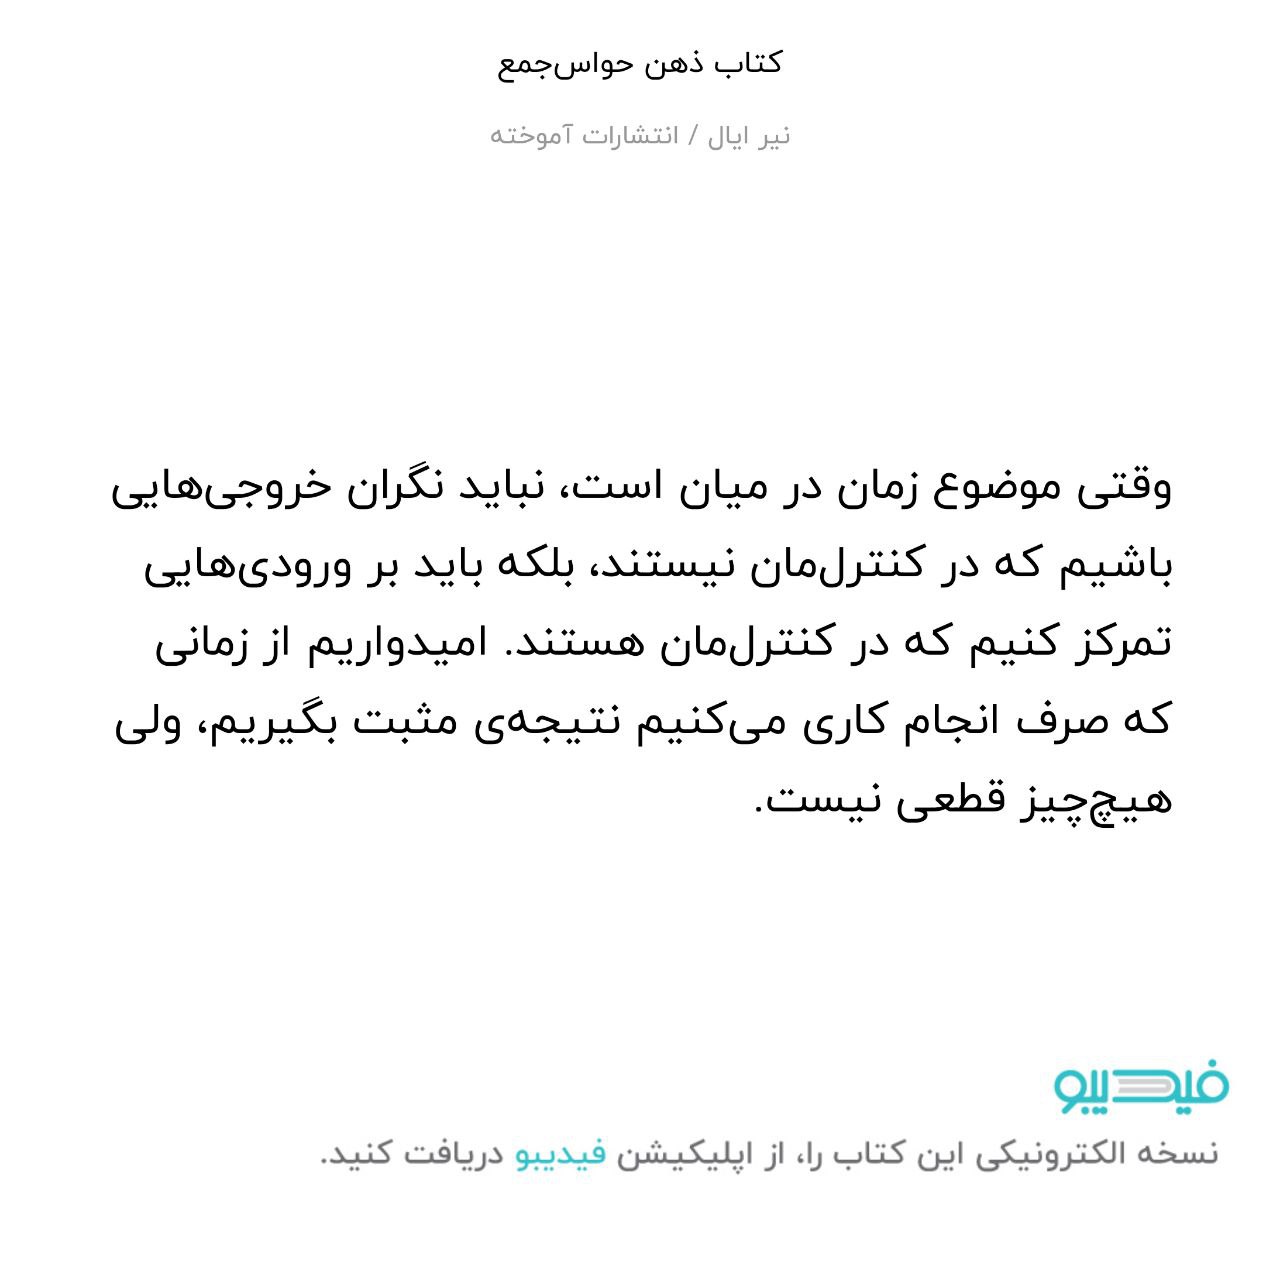 کتاب ذهن حواس‌جمع
نیر ایال / انتشارات آموخته
وقتی موضوع زمان در میان است، نباید نگران خروجی‌هایی
باشیم که در کنترل‌مان نیستند، بلکه باید بر ورودی‌هایی
تمرکز کنیم که در کنترل‌مان هستند. امیدواریم از زمانی
که صرف انجام کاری می‌کنیم نتیجه‌ی مثبت بگیریم، ولی
هیچ‌چیز قطعی نیست.
فیدیبو
نسخه الکترونیکی این کتاب را، از اپلیکیشن فیدیبو دریافت کنید.